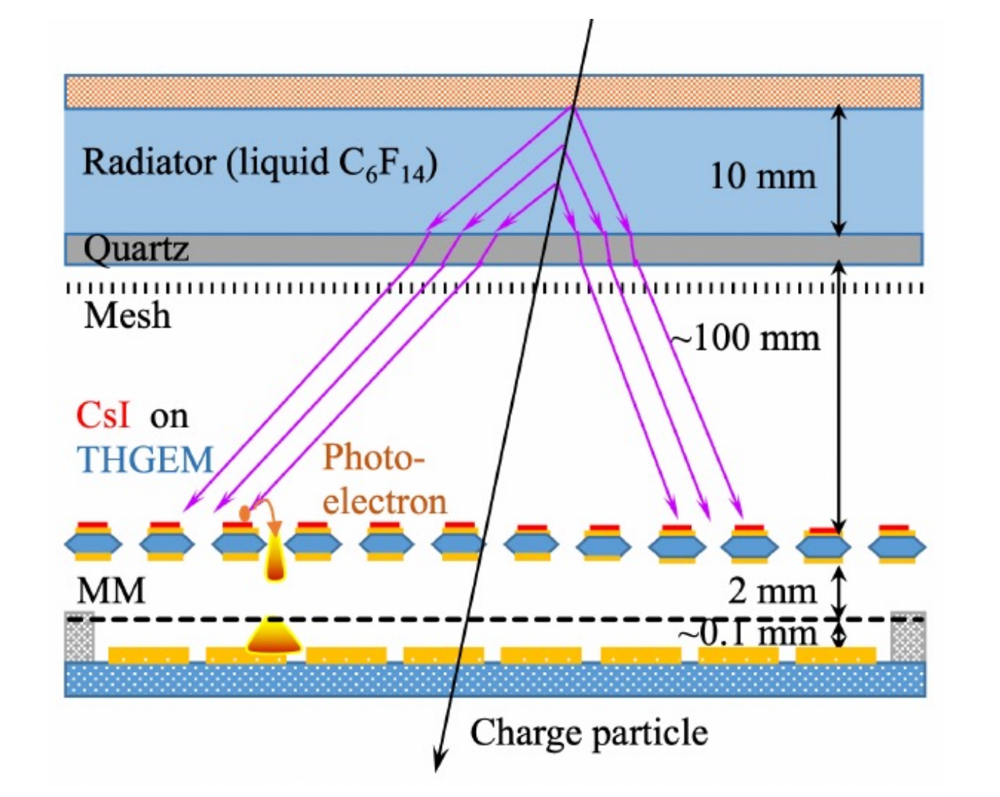 Radiator (liquid C₆F₁₄)
10 mm
Quartz
Mesh
~100 mm
CsI on
THGEM
Photo-
electron
MM
2 mm
~0.1 mm
Charge particle